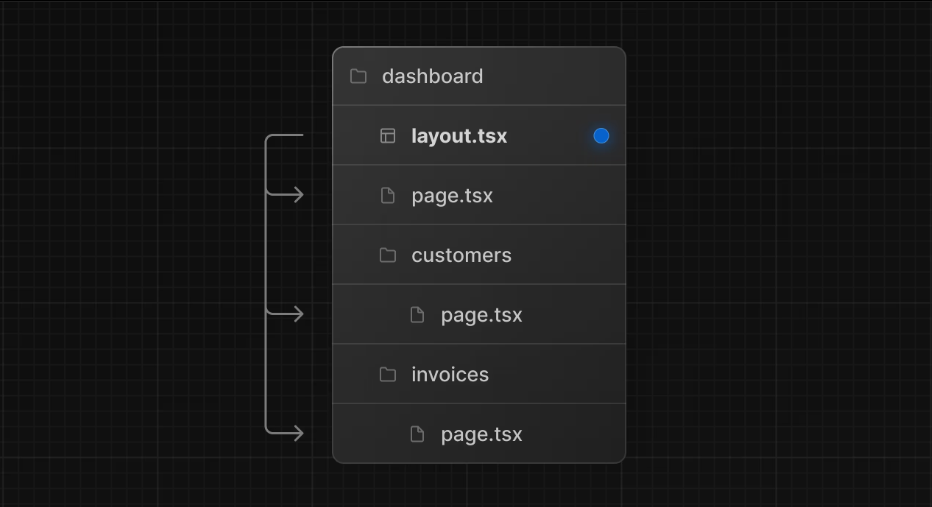 dashboard
layout.tsx
page.tsx
customers
page.tsx
invoices
page.tsx